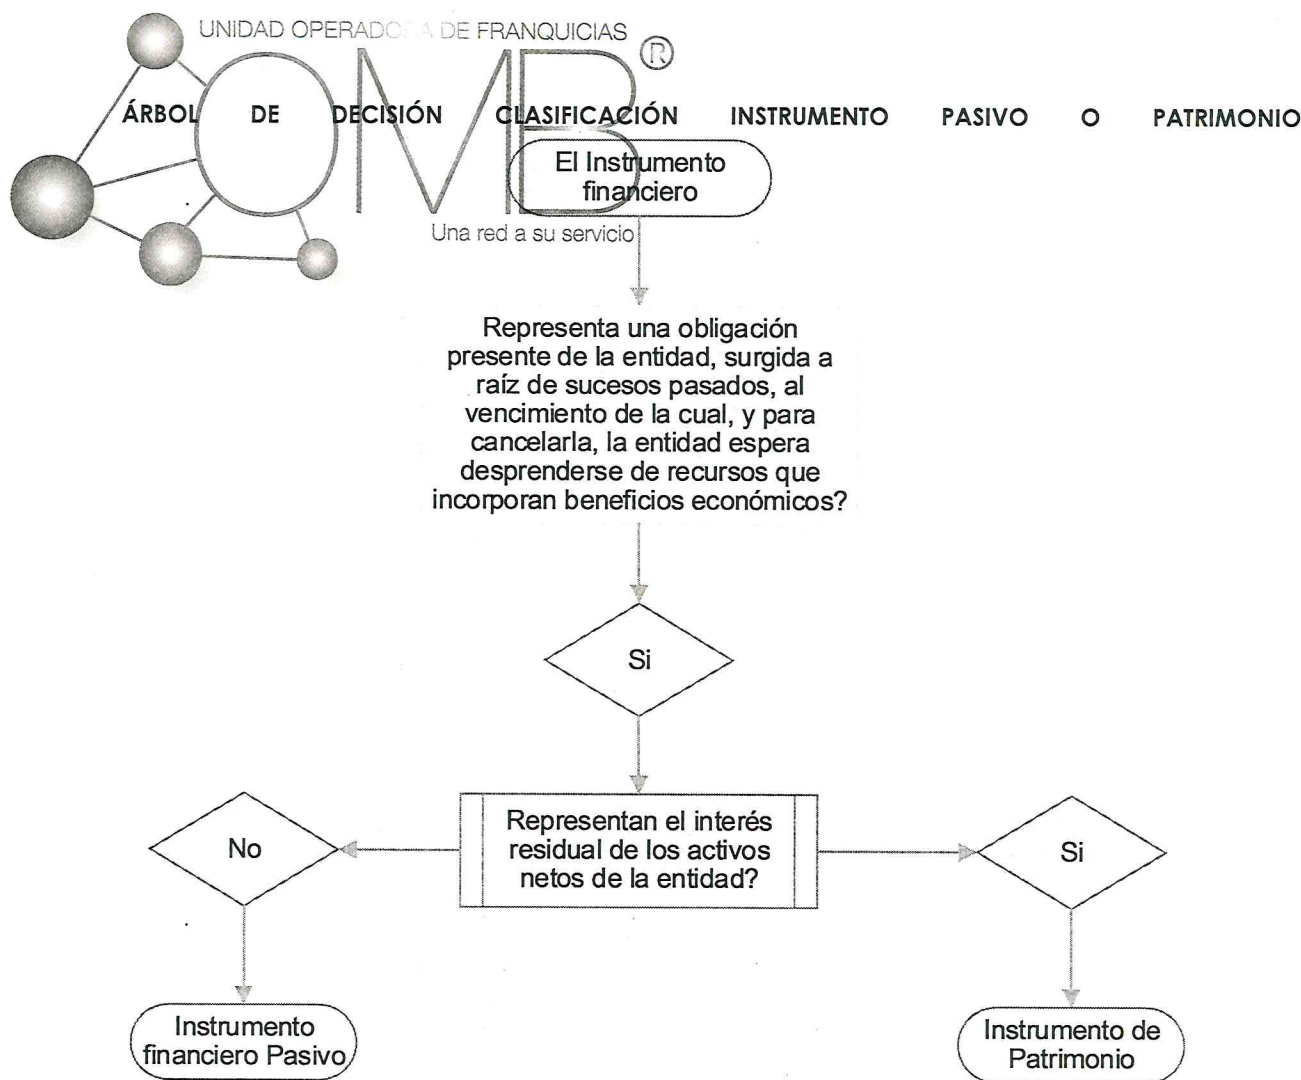 UNIDAD OPERADORA DE FRANQUICIAS
OMB®
ÁRBOL DE DECISIÓN CLASIFICACIÓN INSTRUMENTO PASIVO O PATRIMONIO
El Instrumento
financiero
Una red a su servicio
Representa una obligación
presente de la entidad, surgida a
raíz de sucesos pasados, al
vencimiento de la cual, y para
cancelarla, la entidad espera
desprenderse de recursos que
incorporan beneficios económicos?
Si
Representan el interés
residual de los activos
netos de la entidad?
No
Si
Instrumento
financiero Pasivo
Instrumento de
Patrimonio